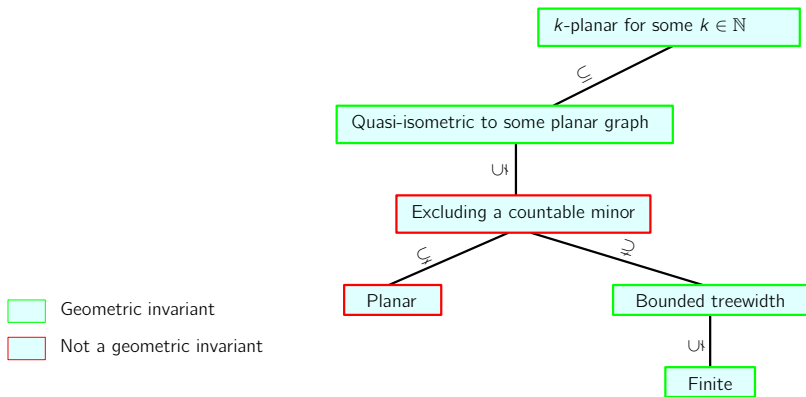 k-planar for some k ∈ ℕ
⊆
Quasi-isometric to some planar graph
⊊
Excluding a countable minor
⊊ ⊋
Planar
Bounded treewidth
Geometric invariant
Not a geometric invariant
⊊
Finite